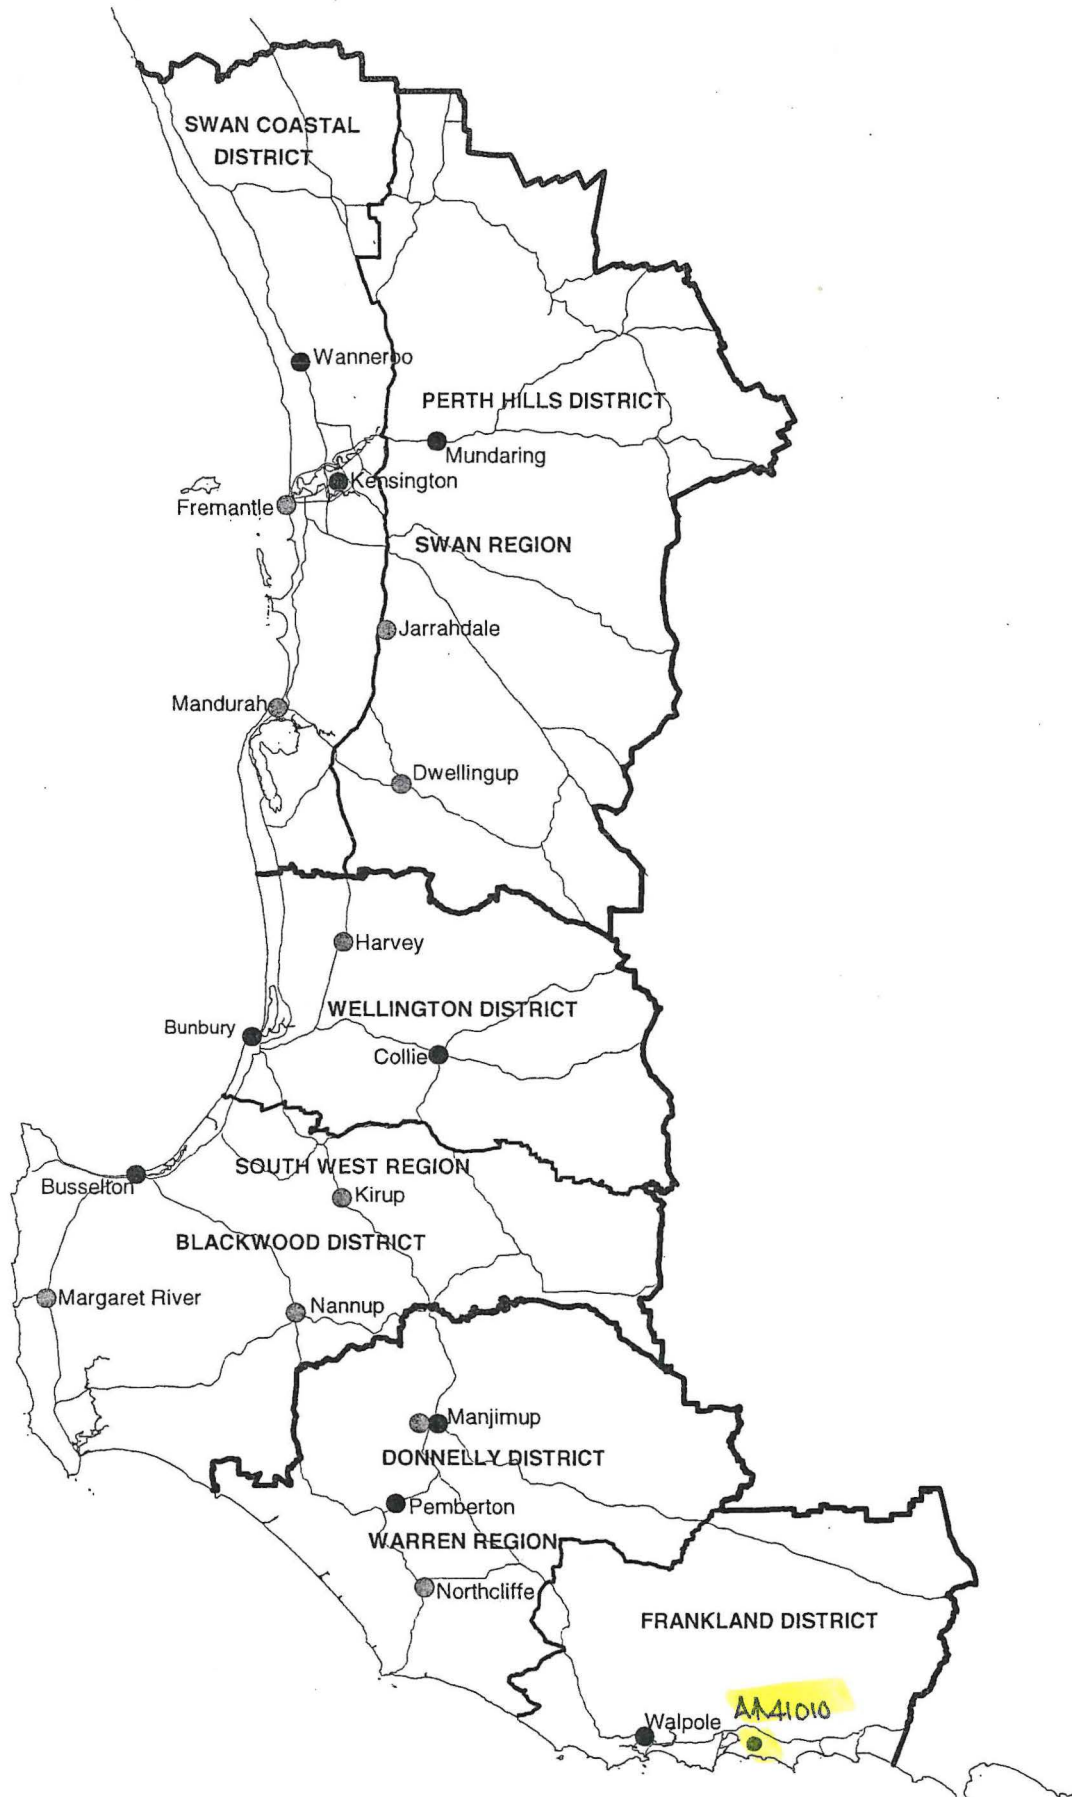 SWAN COASTAL
DISTRICT
Wanneroo
PERTH HILLS DISTRICT
Mundaring
Kensington
Fremantle
SWAN REGION
Jarrahdale
Mandurah
Dwellingup
Harvey
WELLINGTON DISTRICT
Bunbury
Collie
SOUTH WEST REGION
Busselton
Kirup
BLACKWOOD DISTRICT
Margaret River
Nannup
Manjimup
DONNELLY DISTRICT
Pemberton
WARREN REGION
Northcliffe
FRANKLAND DISTRICT
Walpole